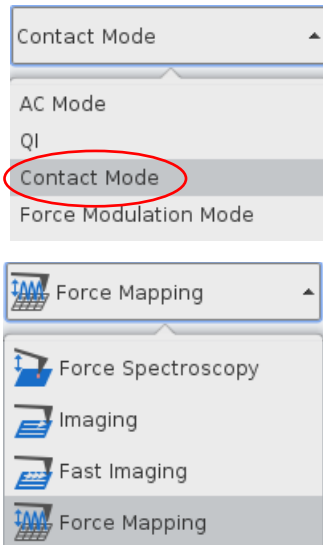 Contact Mode
AC Mode
QI
Contact Mode
Force Modulation Mode
Force Mapping
Force Spectroscopy
Imaging
Fast Imaging
Force Mapping